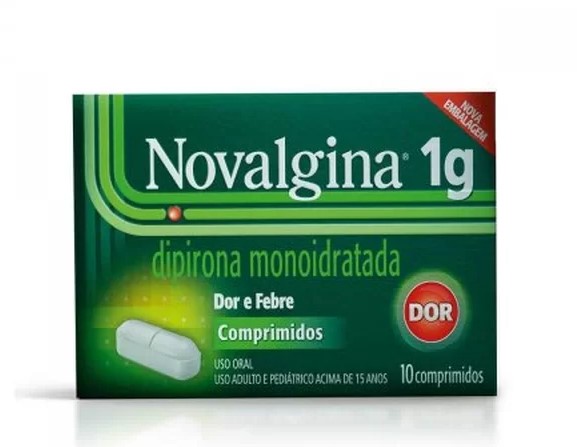 NOVA
EMBALAGEM
Novalgina® 1g
dipirona monoidratada
Dor e Febre
DOR
Comprimidos
USO ORAL
USO ADULTO E PEDIÁTRICO ACIMA DE 15 ANOS
10 comprimidos